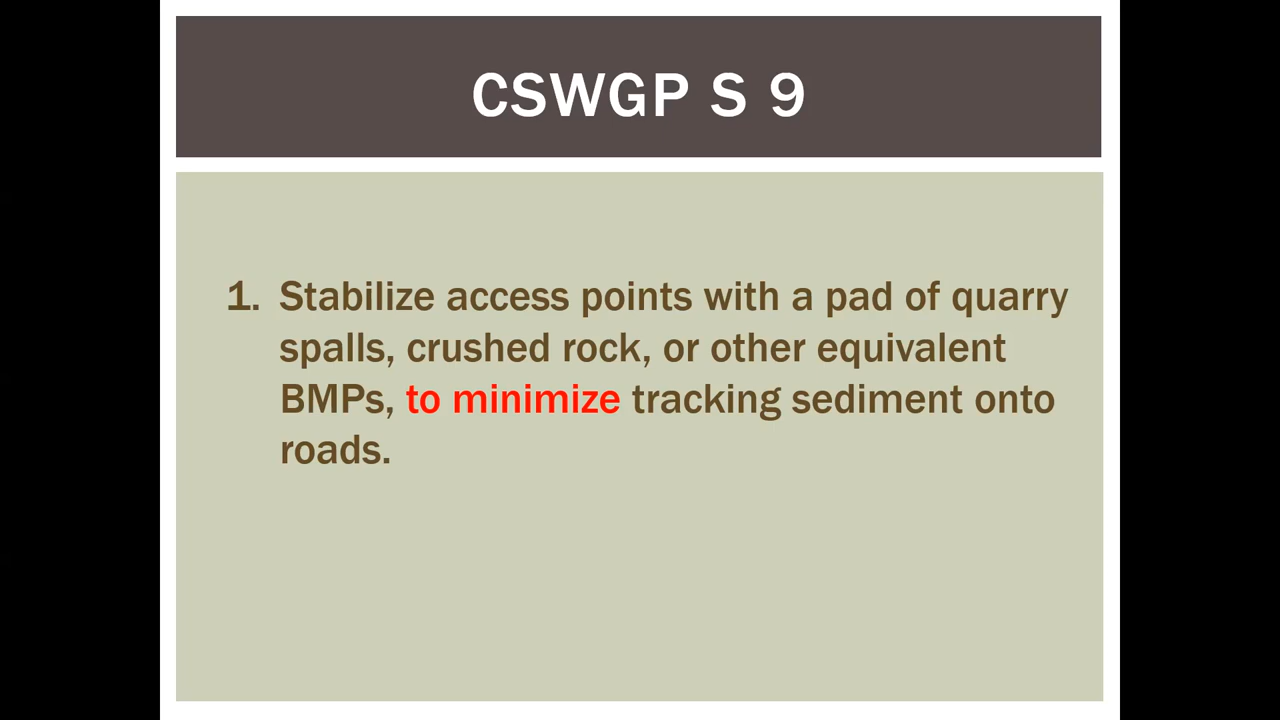 CSWGP S 9
1. Stabilize access points with a pad of quarry
spalls, crushed rock, or other equivalent
BMPs, to minimize tracking sediment onto
roads.